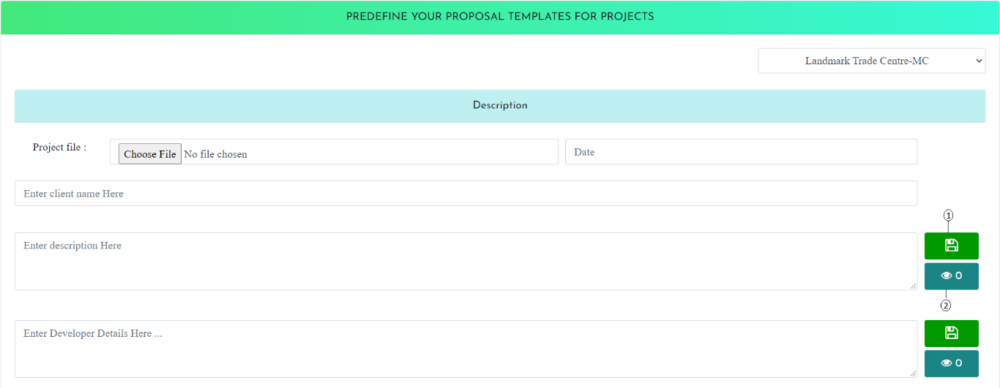 PREDEFINE YOUR PROPOSAL TEMPLATES FOR PROJECTS
Landmark Trade Centre-MC
Description
Project file :
Choose File No file chosen
Date
Enter client name Here
1
Enter description Here
0
2
Enter Developer Details Here ...
0